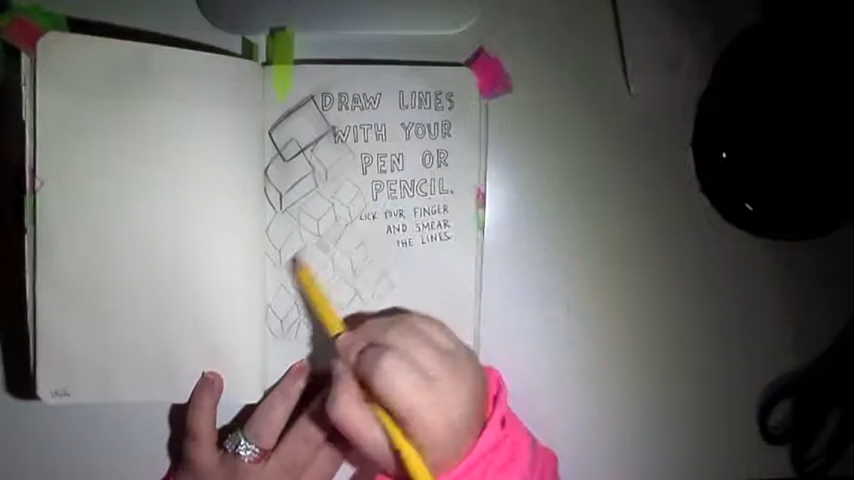 DRAW LINES
WITH YOUR
PEN OR
PENCIL.
LICK YOUR FINGER
AND SMEAR
THE LINES.